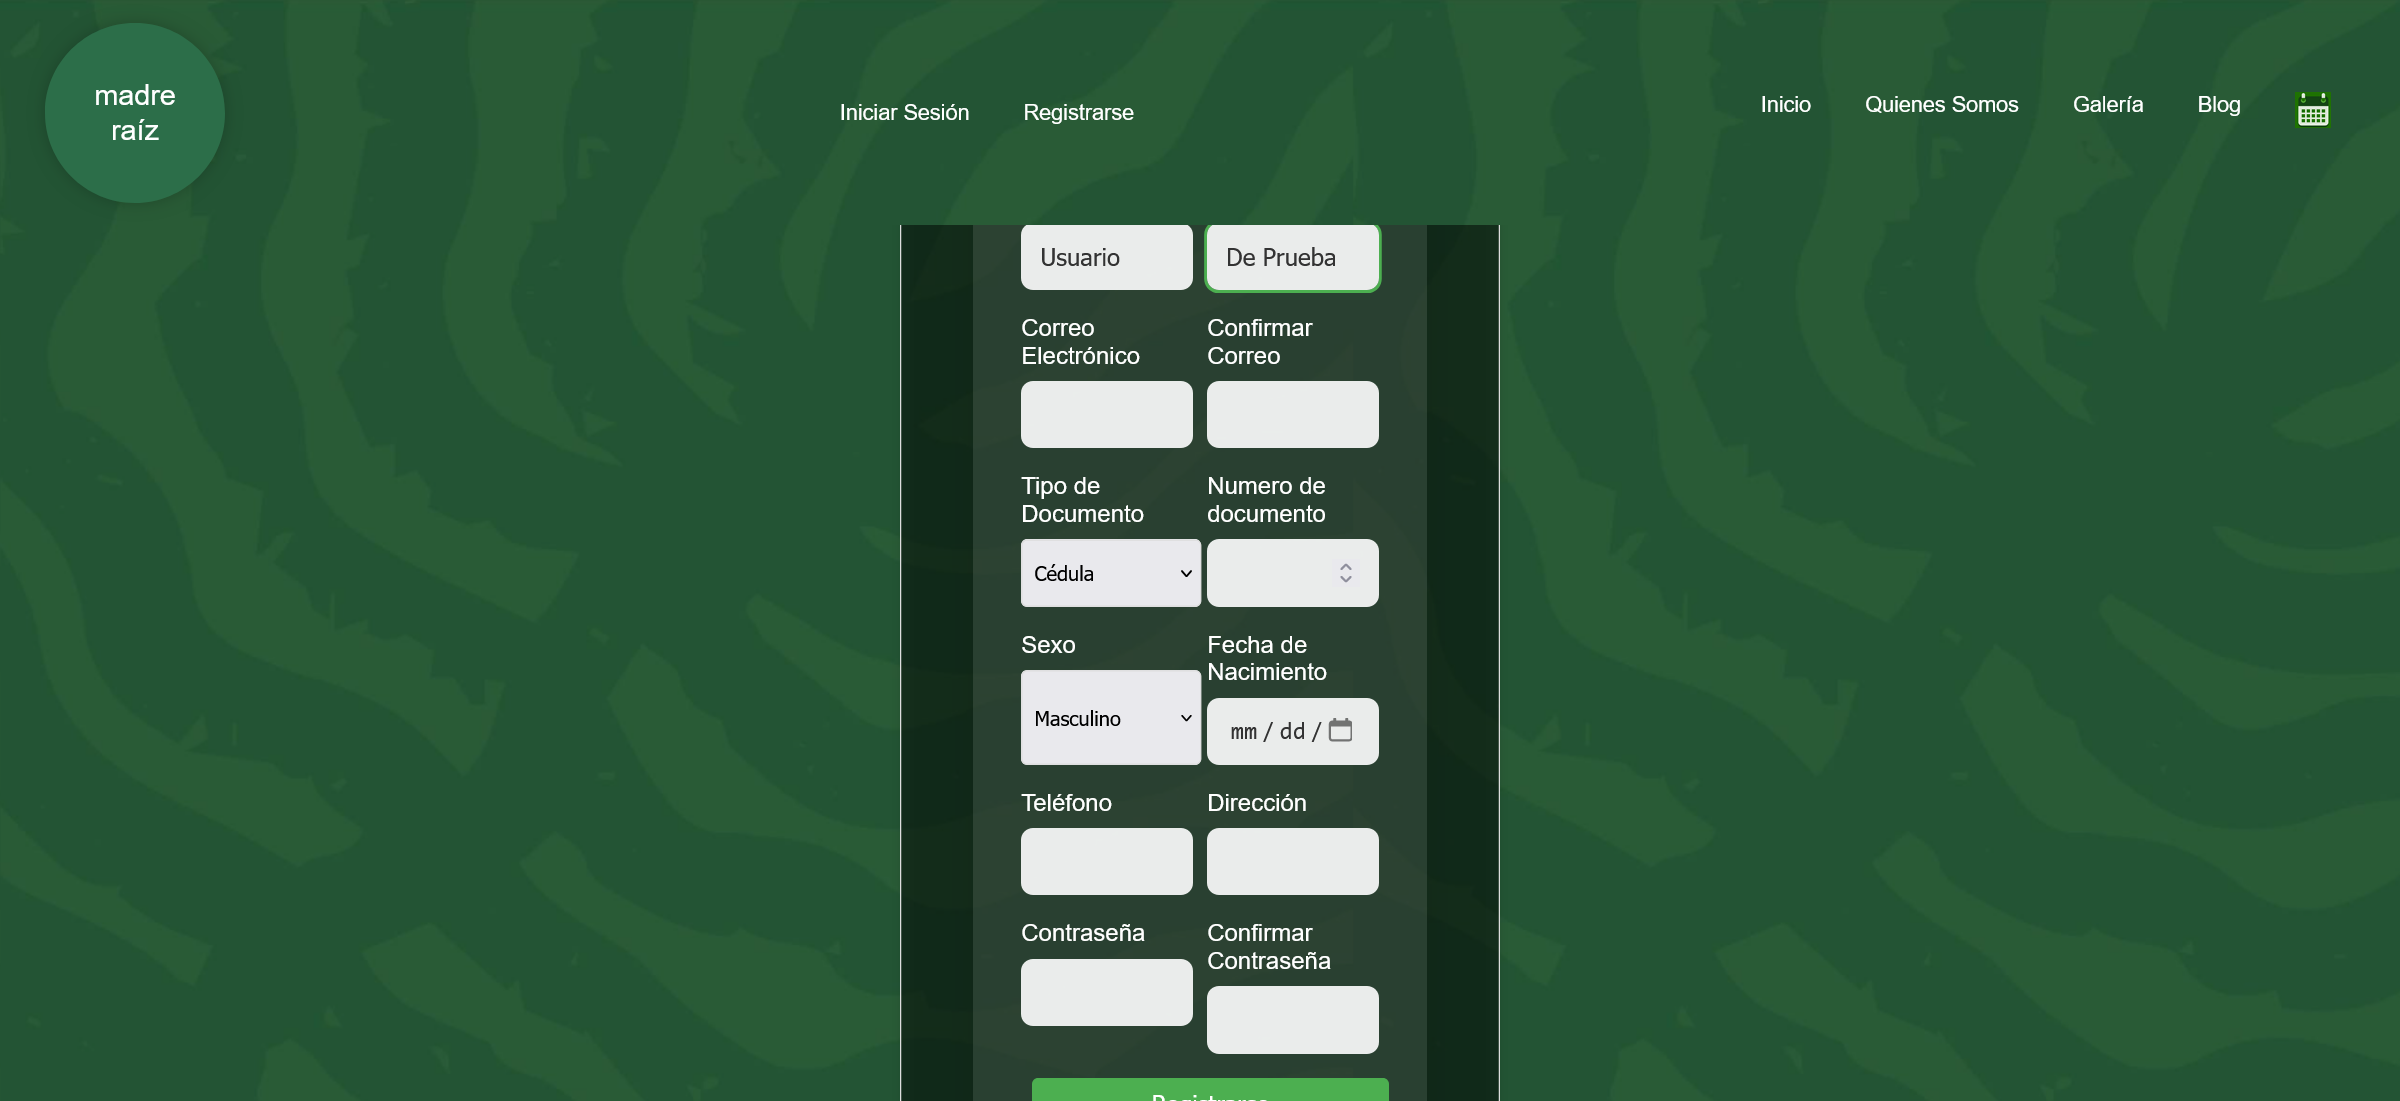 madre
raíz
Iniciar Sesión
Registrarse
Inicio
Quienes Somos
Galería
Blog
Usuario
De Prueba
Correo
Electrónico
Confirmar
Correo
Tipo de
Documento
Numero de
documento
Cédula
Sexo
Fecha de
Nacimiento
Masculino
mm / dd /
Teléfono
Dirección
Contraseña
Confirmar
Contraseña
Registrarse